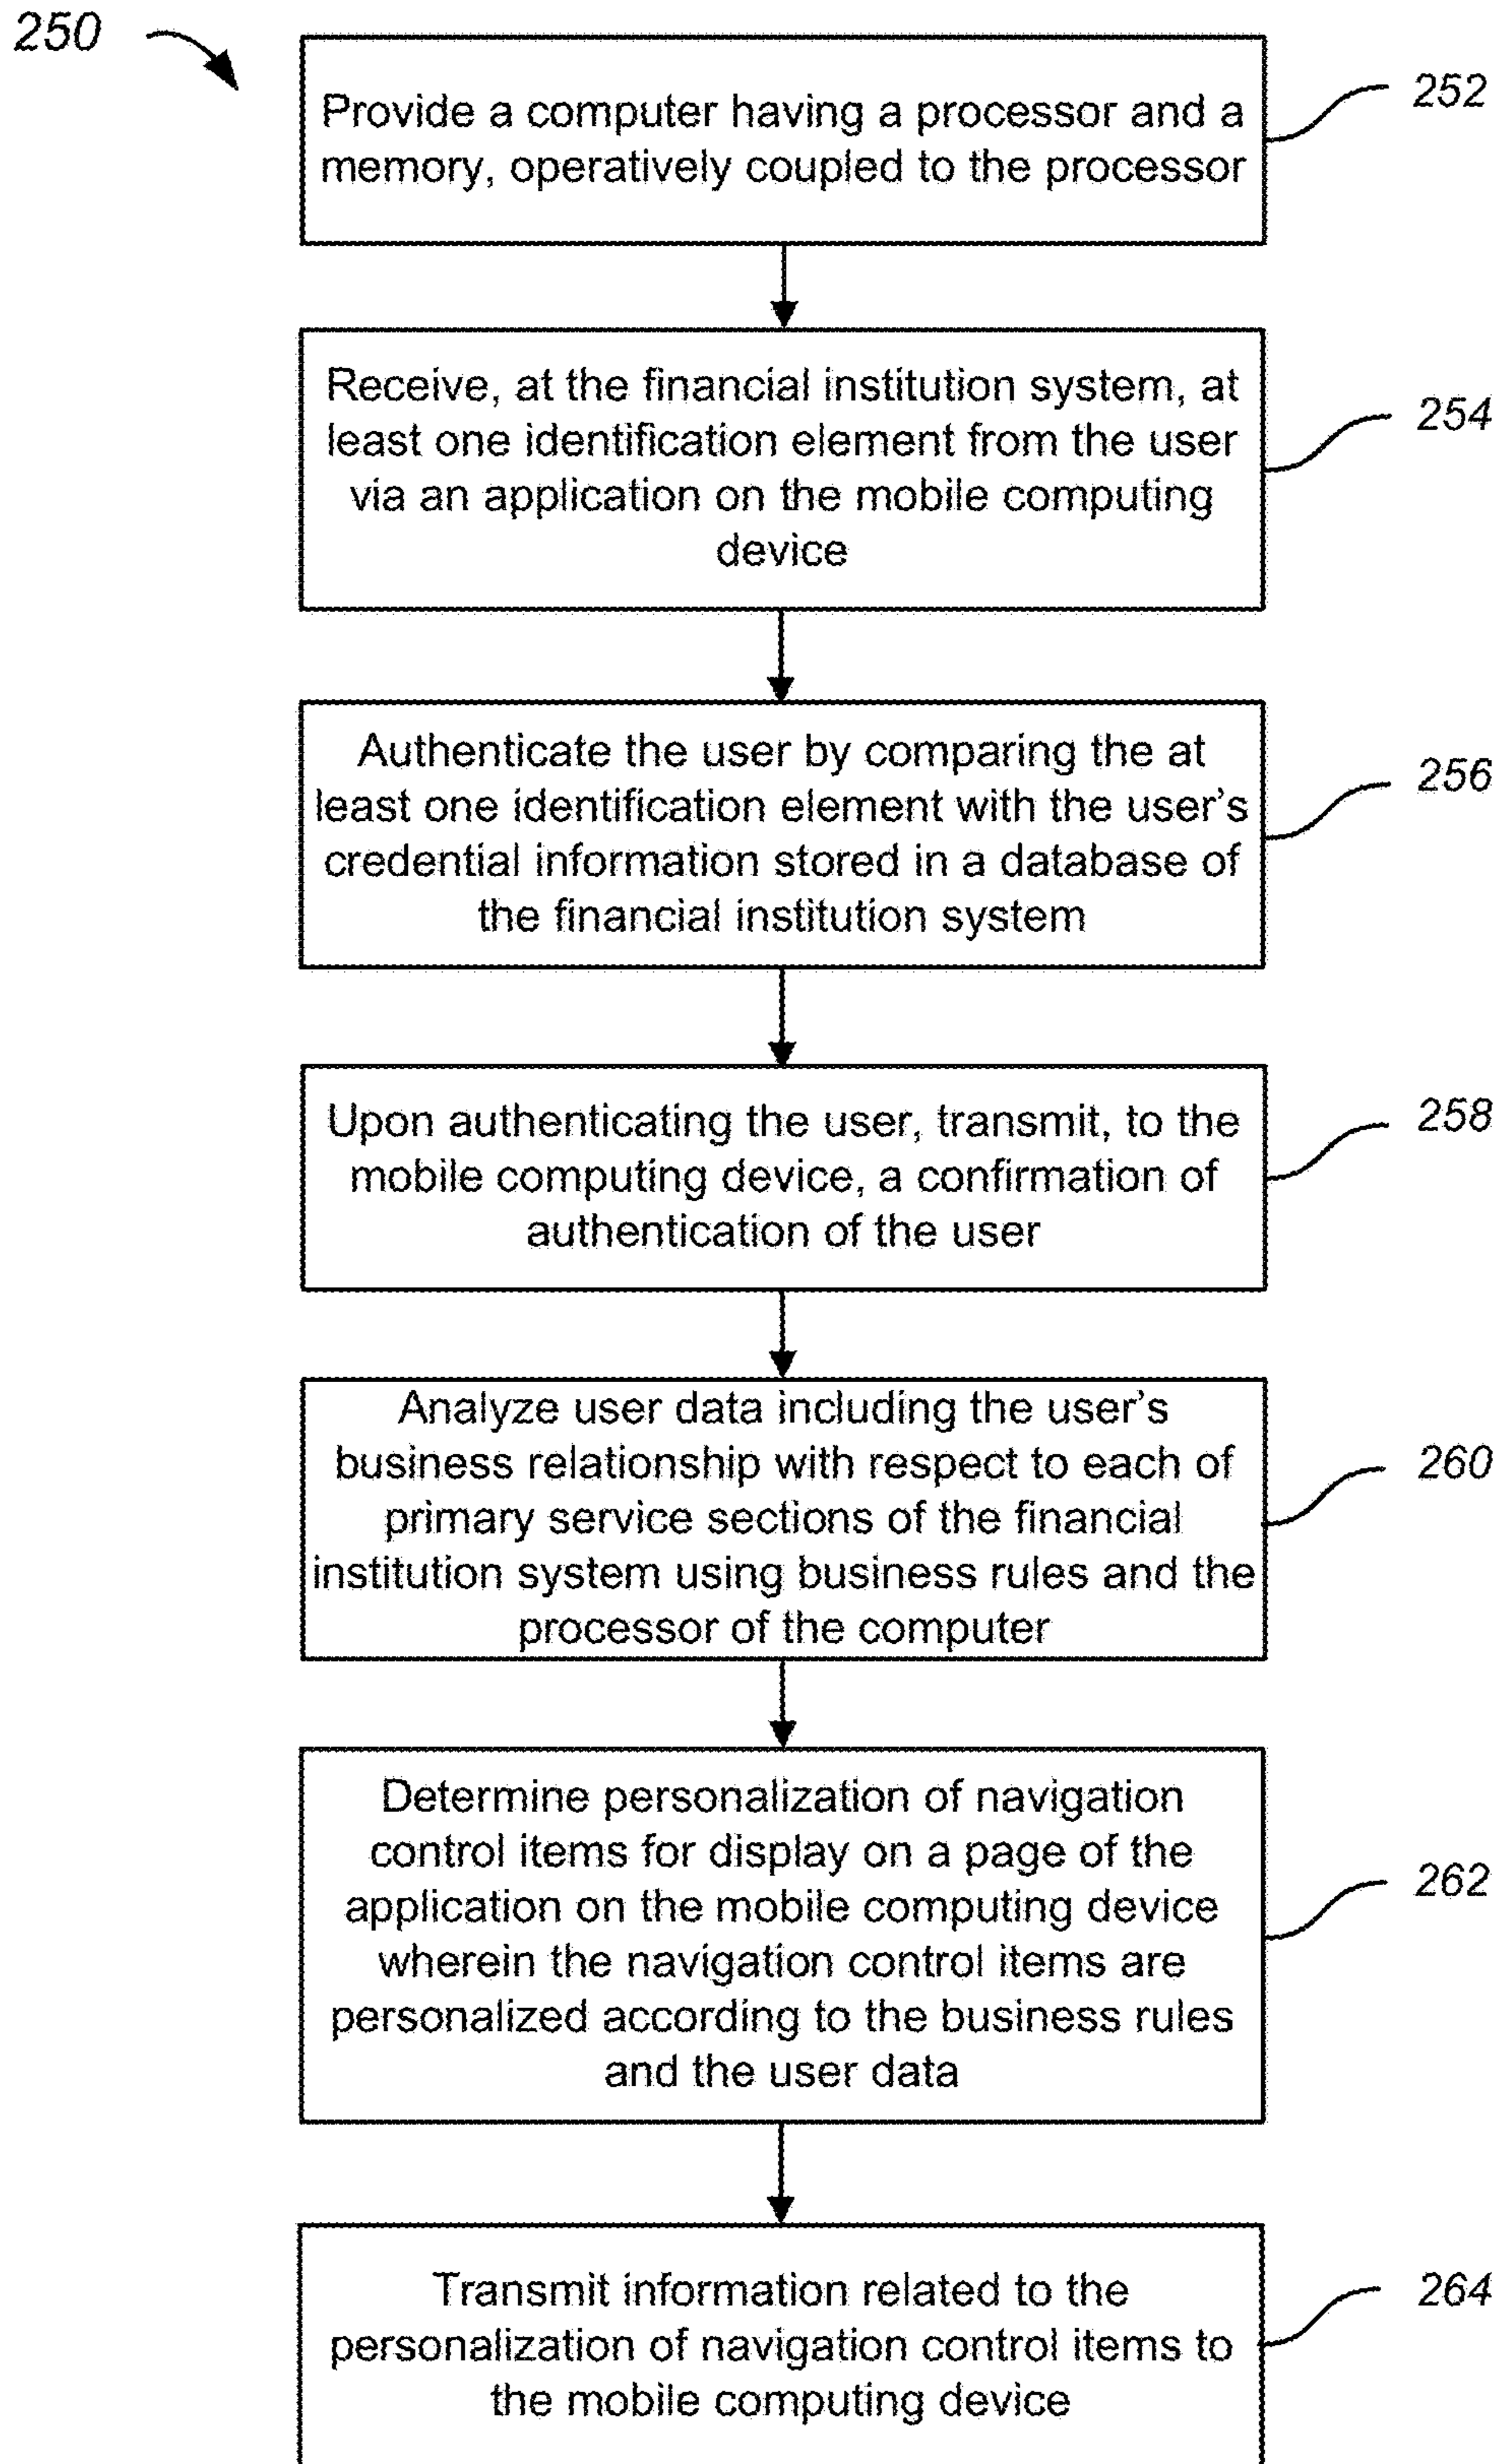 250
Provide a computer having a processor and a
memory, operatively coupled to the processor
252
Receive, at the financial institution system, at
least one identification element from the user
via an application on the mobile computing
device
254
Authenticate the user by comparing the at
least one identification element with the user's
credential information stored in a database of
the financial institution system
256
Upon authenticating the user, transmit, to the
mobile computing device, a confirmation of
authentication of the user
258
Analyze user data including the user's
business relationship with respect to each of
primary service sections of the financial
institution system using business rules and the
processor of the computer
260
Determine personalization of navigation
control items for display on a page of the
application on the mobile computing device
wherein the navigation control items are
personalized according to the business rules
and the user data
262
Transmit information related to the
personalization of navigation control items to
the mobile computing device
264